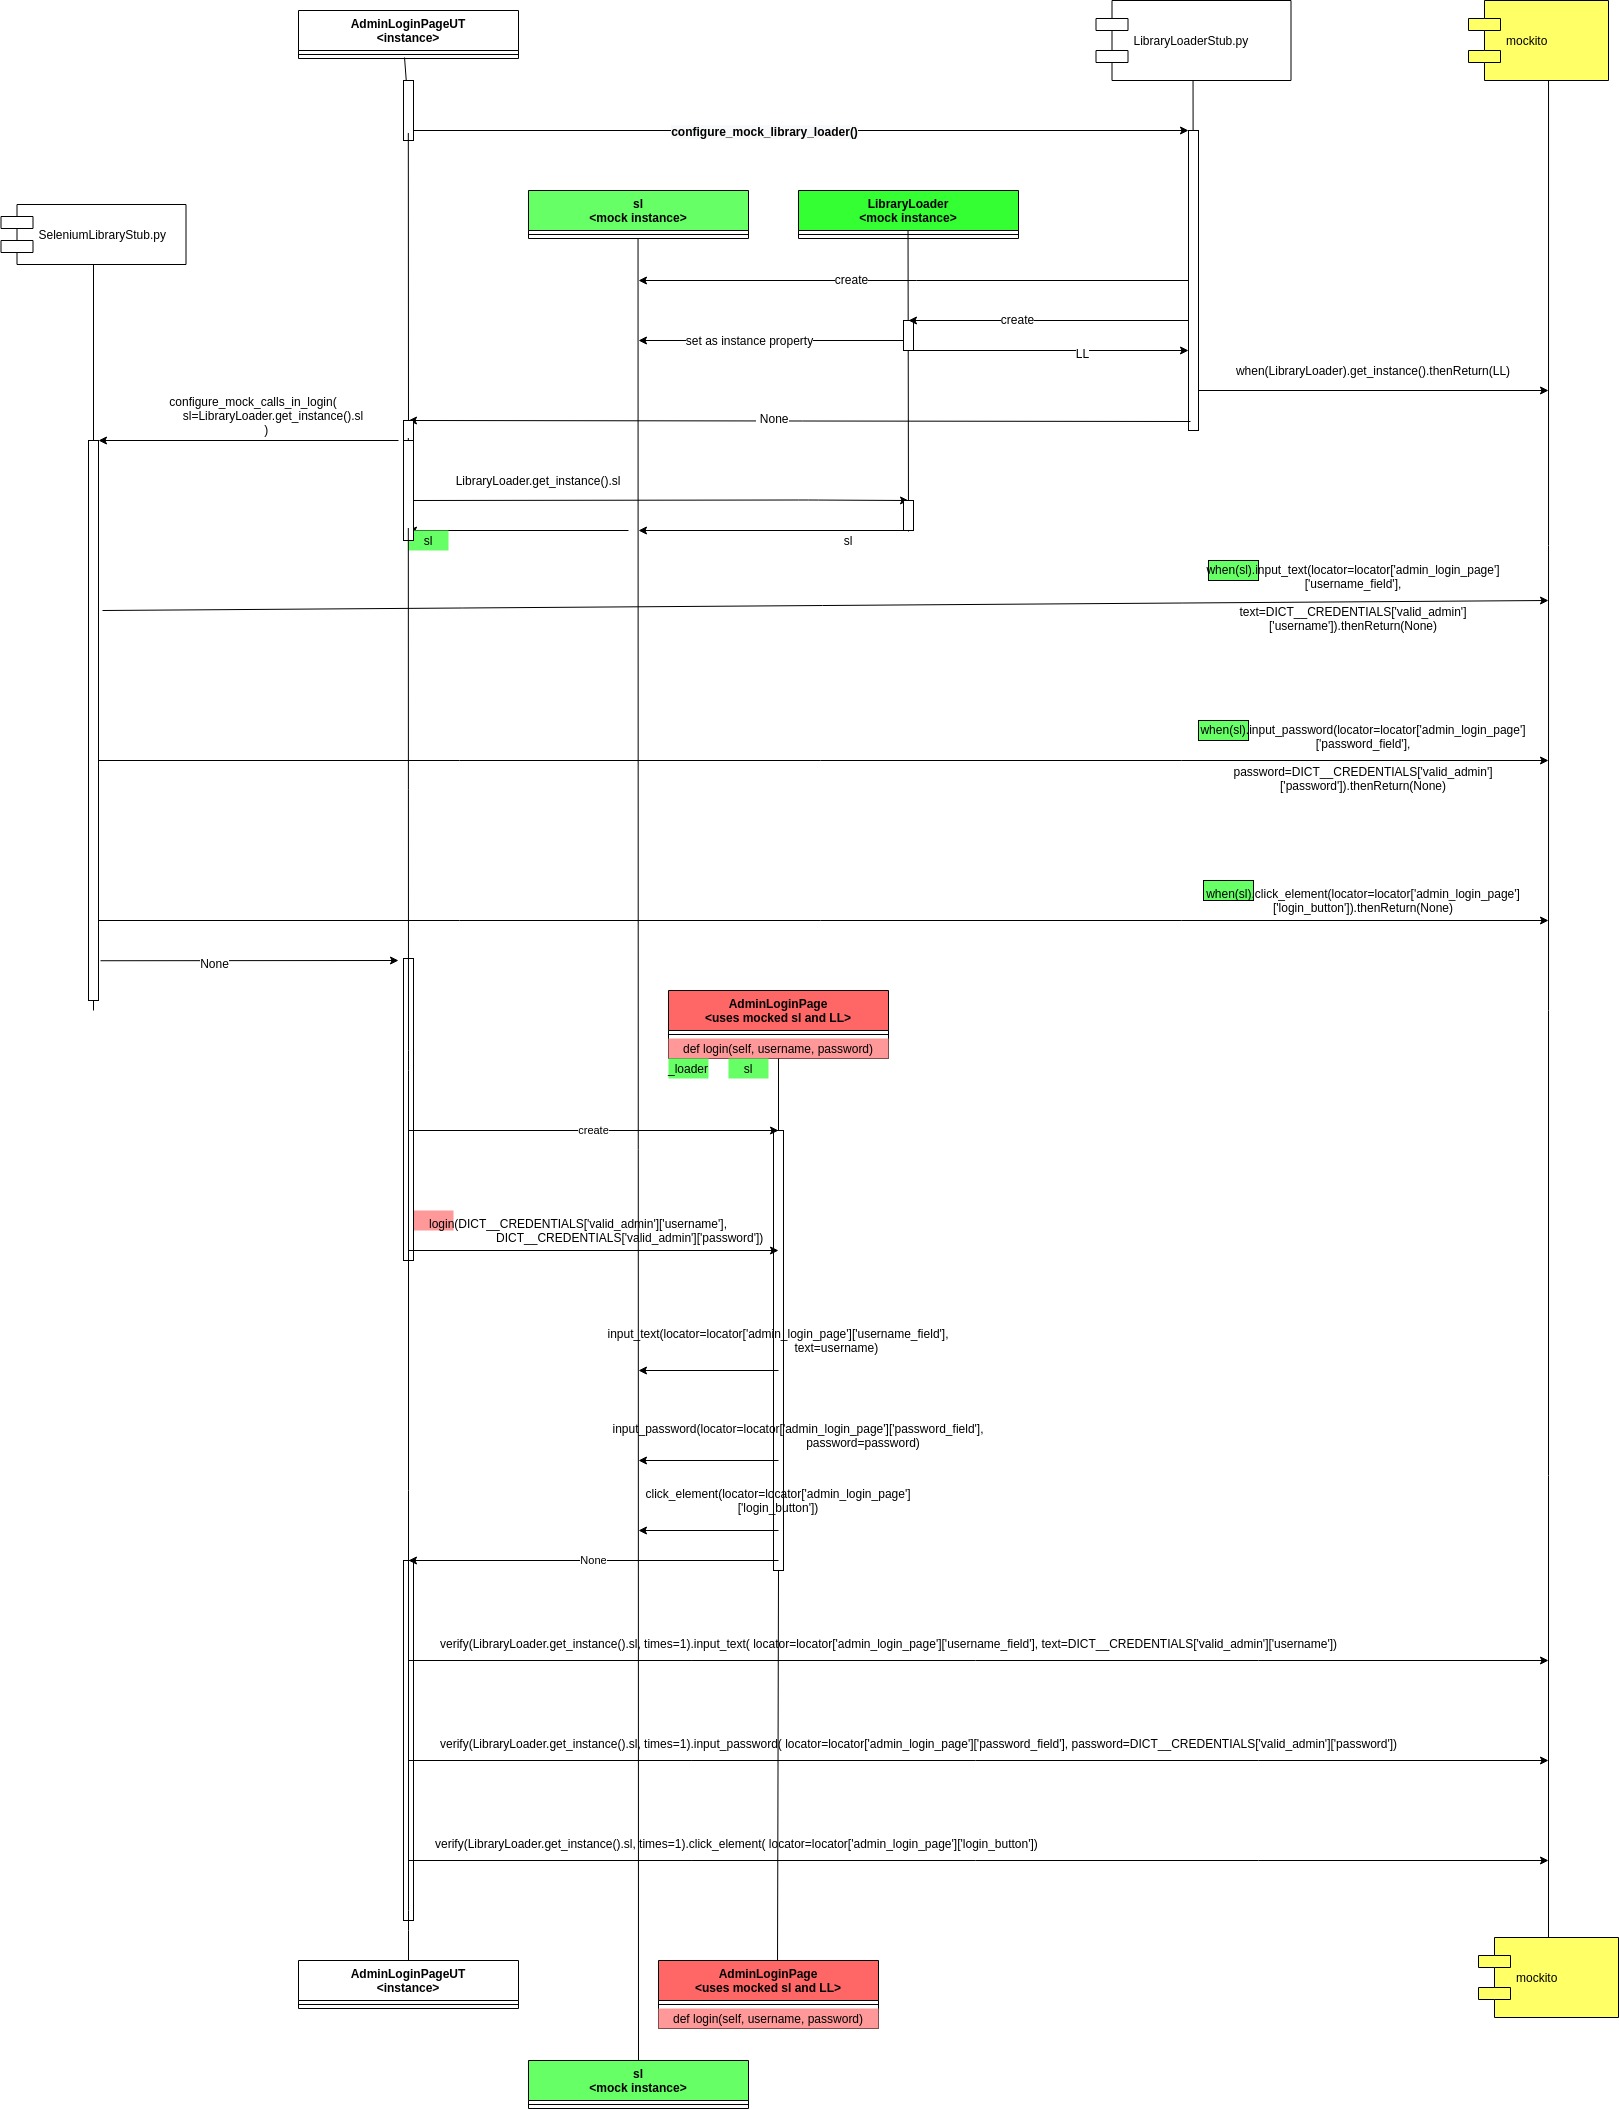 AdminLoginPageUT
<instance>
LibraryLoaderStub.py
mockito
configure_mock_library_loader()
sl
<mock instance>
LibraryLoader
<mock instance>
SeleniumLibraryStub.py
create
create
set as instance property
LL
when(LibraryLoader).get_instance().thenReturn(LL)
configure_mock_calls_in_login(
sl=LibraryLoader.get_instance().sl
)
None
LibraryLoader.get_instance().sl
sl
sl
when(sl).input_text(locator=locator['admin_login_page']
['username_field'],
text=DICT__CREDENTIALS['valid_admin']
['username']).thenReturn(None)
when(sl).input_password(locator=locator['admin_login_page']
['password_field'],
password=DICT__CREDENTIALS['valid_admin']
['password']).thenReturn(None)
when(sl).click_element(locator=locator['admin_login_page']
['login_button']).thenReturn(None)
None
AdminLoginPage
<uses mocked sl and LL>
def login(self, username, password)
_loader
sl
create
login(DICT__CREDENTIALS['valid_admin']['username'],
DICT__CREDENTIALS['valid_admin']['password'])
input_text(locator=locator['admin_login_page']['username_field'],
text=username)
input_password(locator=locator['admin_login_page']['password_field'],
password=password)
click_element(locator=locator['admin_login_page']
['login_button'])
None
verify(LibraryLoader.get_instance().sl, times=1).input_text( locator=locator['admin_login_page']['username_field'], text=DICT__CREDENTIALS['valid_admin']['username'])
verify(LibraryLoader.get_instance().sl, times=1).input_password( locator=locator['admin_login_page']['password_field'], password=DICT__CREDENTIALS['valid_admin']['password'])
verify(LibraryLoader.get_instance().sl, times=1).click_element( locator=locator['admin_login_page']['login_button'])
AdminLoginPageUT
<instance>
AdminLoginPage
<uses mocked sl and LL>
def login(self, username, password)
mockito
sl
<mock instance>